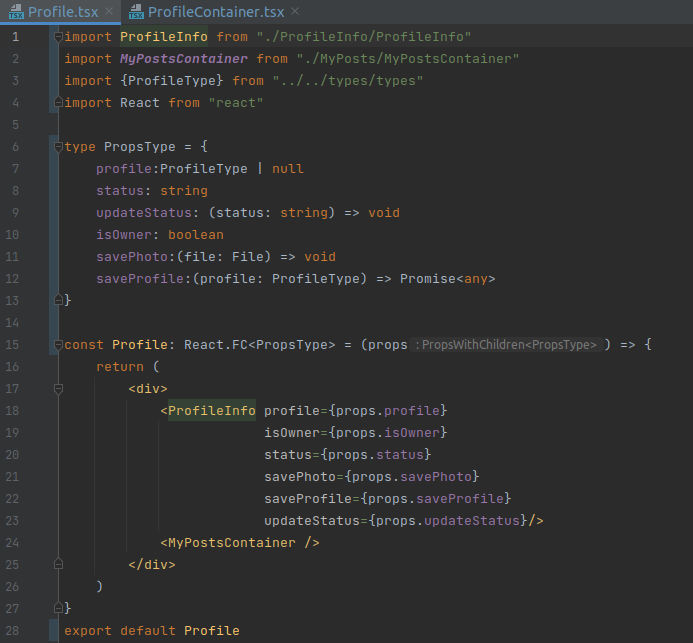 Profile.tsx × ProfileContainer.tsx ×
1 import ProfileInfo from "./ProfileInfo/ProfileInfo"
2 import MyPostsContainer from "./MyPosts/MyPostsContainer"
3 import {ProfileType} from "../../types/types"
4 import React from "react"
5
6 type PropsType = {
7     profile:ProfileType | null
8     status: string
9     updateStatus: (status: string) => void
10     isOwner: boolean
11     savePhoto:(file: File) => void
12     saveProfile:(profile: ProfileType) => Promise<any>
13 }
14
15 const Profile: React.FC<PropsType> = (props : PropsWithChildren<PropsType> ) => {
16     return (
17         <div>
18             <ProfileInfo profile={props.profile}
19                          isOwner={props.isOwner}
20                          status={props.status}
21                          savePhoto={props.savePhoto}
22                          saveProfile={props.saveProfile}
23                          updateStatus={props.updateStatus}/>
24             <MyPostsContainer />
25         </div>
26     )
27 }
28 export default Profile